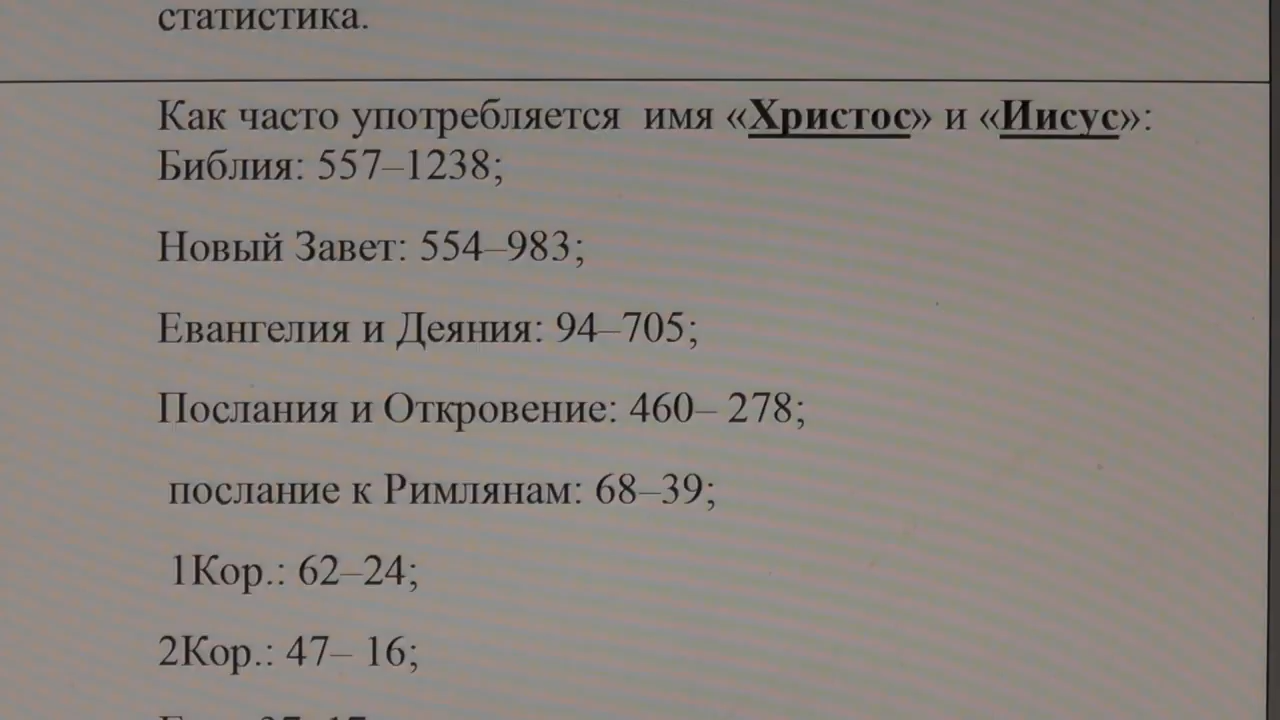 статистика.
Как часто употребляется имя «Христос» и «Иисус»:
Библия: 557–1238;
Новый Завет: 554–983;
Евангелия и Деяния: 94–705;
Послания и Откровение: 460– 278;
послание к Римлянам: 68–39;
1Кор.: 62–24;
2Кор.: 47– 16;